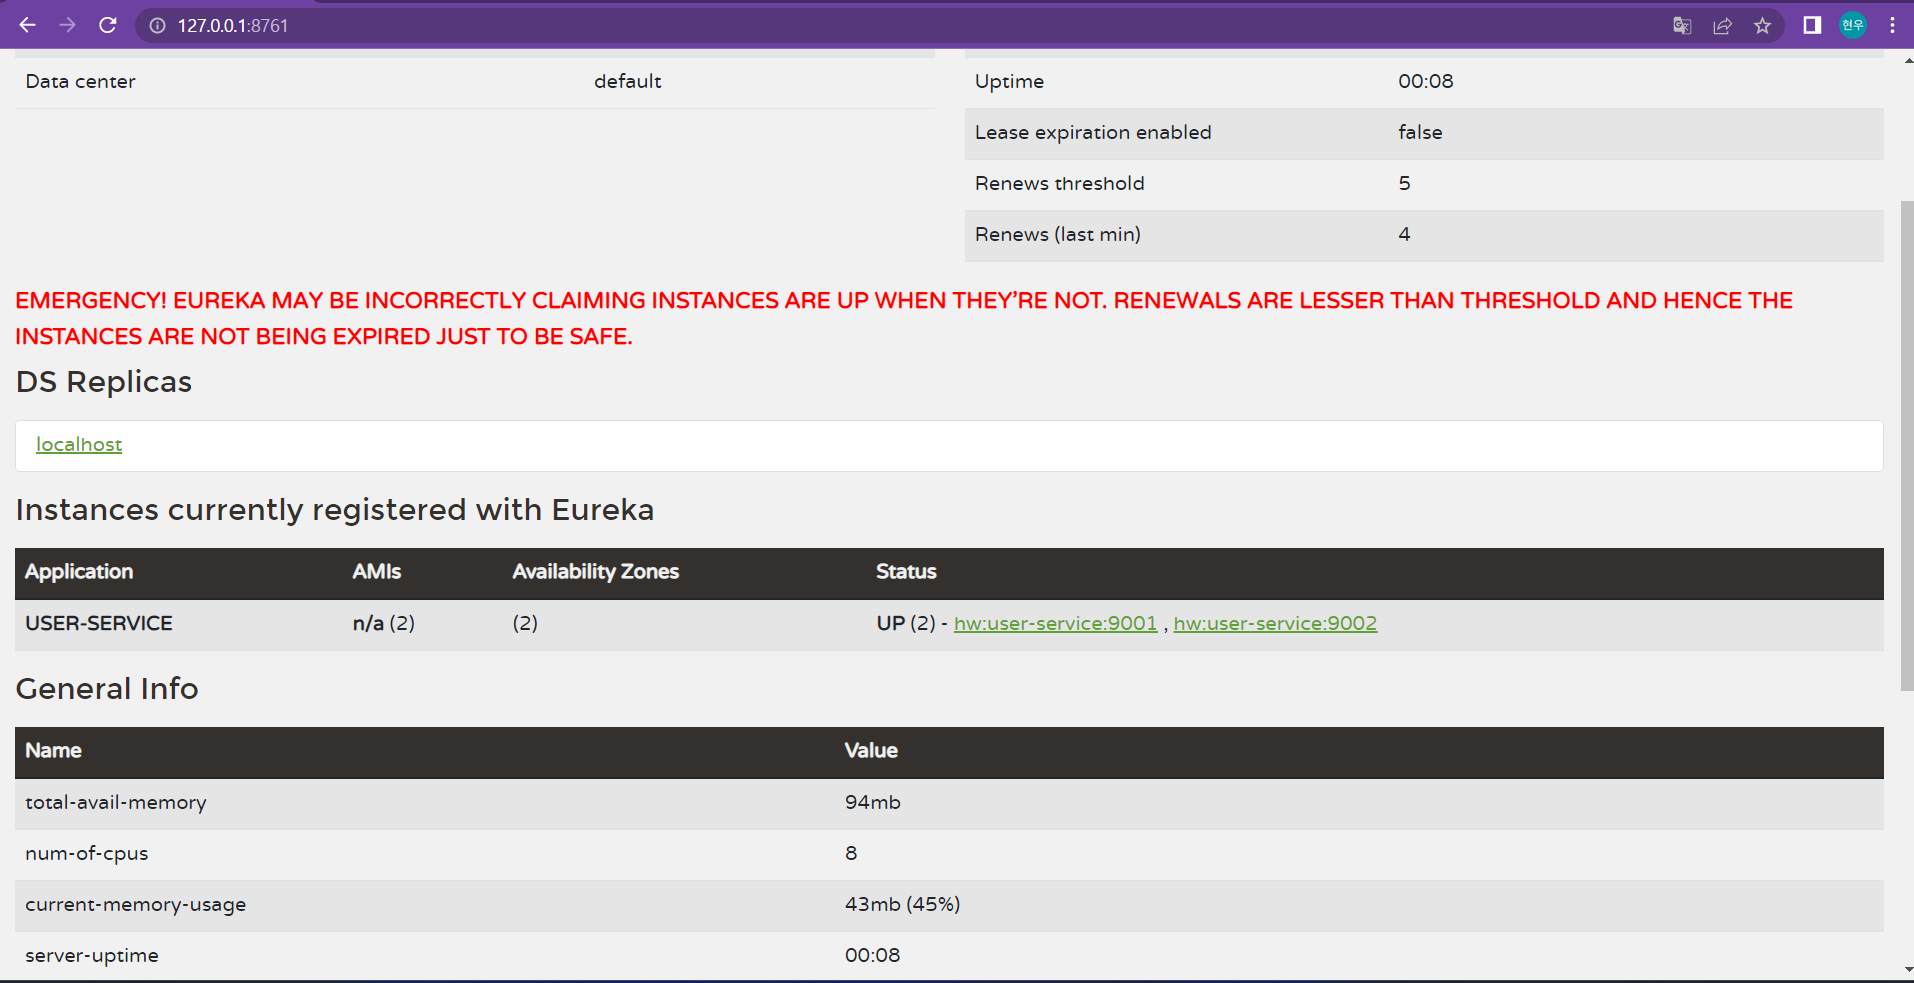 127.0.0.1:8761
현우
Data center default
Uptime 00:08
Lease expiration enabled false
Renews threshold 5
Renews (last min) 4
EMERGENCY! EUREKA MAY BE INCORRECTLY CLAIMING INSTANCES ARE UP WHEN THEY'RE NOT. RENEWALS ARE LESSER THAN THRESHOLD AND HENCE THE
INSTANCES ARE NOT BEING EXPIRED JUST TO BE SAFE.
DS Replicas
localhost
Instances currently registered with Eureka
Application AMIs Availability Zones Status
USER-SERVICE n/a (2) (2) UP (2) - hw:user-service:9001 , hw:user-service:9002
General Info
Name Value
total-avail-memory 94mb
num-of-cpus 8
current-memory-usage 43mb (45%)
server-uptime 00:08